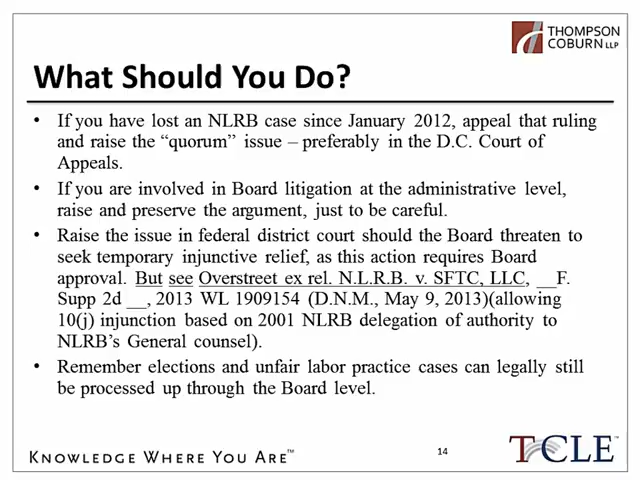 THOMPSON
COBURN LLP
What Should You Do?
• If you have lost an NLRB case since January 2012, appeal that ruling
and raise the “quorum” issue – preferably in the D.C. Court of
Appeals.
• If you are involved in Board litigation at the administrative level,
raise and preserve the argument, just to be careful.
• Raise the issue in federal district court should the Board threaten to
seek temporary injunctive relief, as this action requires Board
approval. But see Overstreet ex rel. N.L.R.B. v. SFTC, LLC, __F.
Supp 2d __, 2013 WL 1909154 (D.N.M., May 9, 2013)(allowing
10(j) injunction based on 2001 NLRB delegation of authority to
NLRB’s General counsel).
• Remember elections and unfair labor practice cases can legally still
be processed up through the Board level.
KNOWLEDGE WHERE YOU ARE™
14
TCLE™